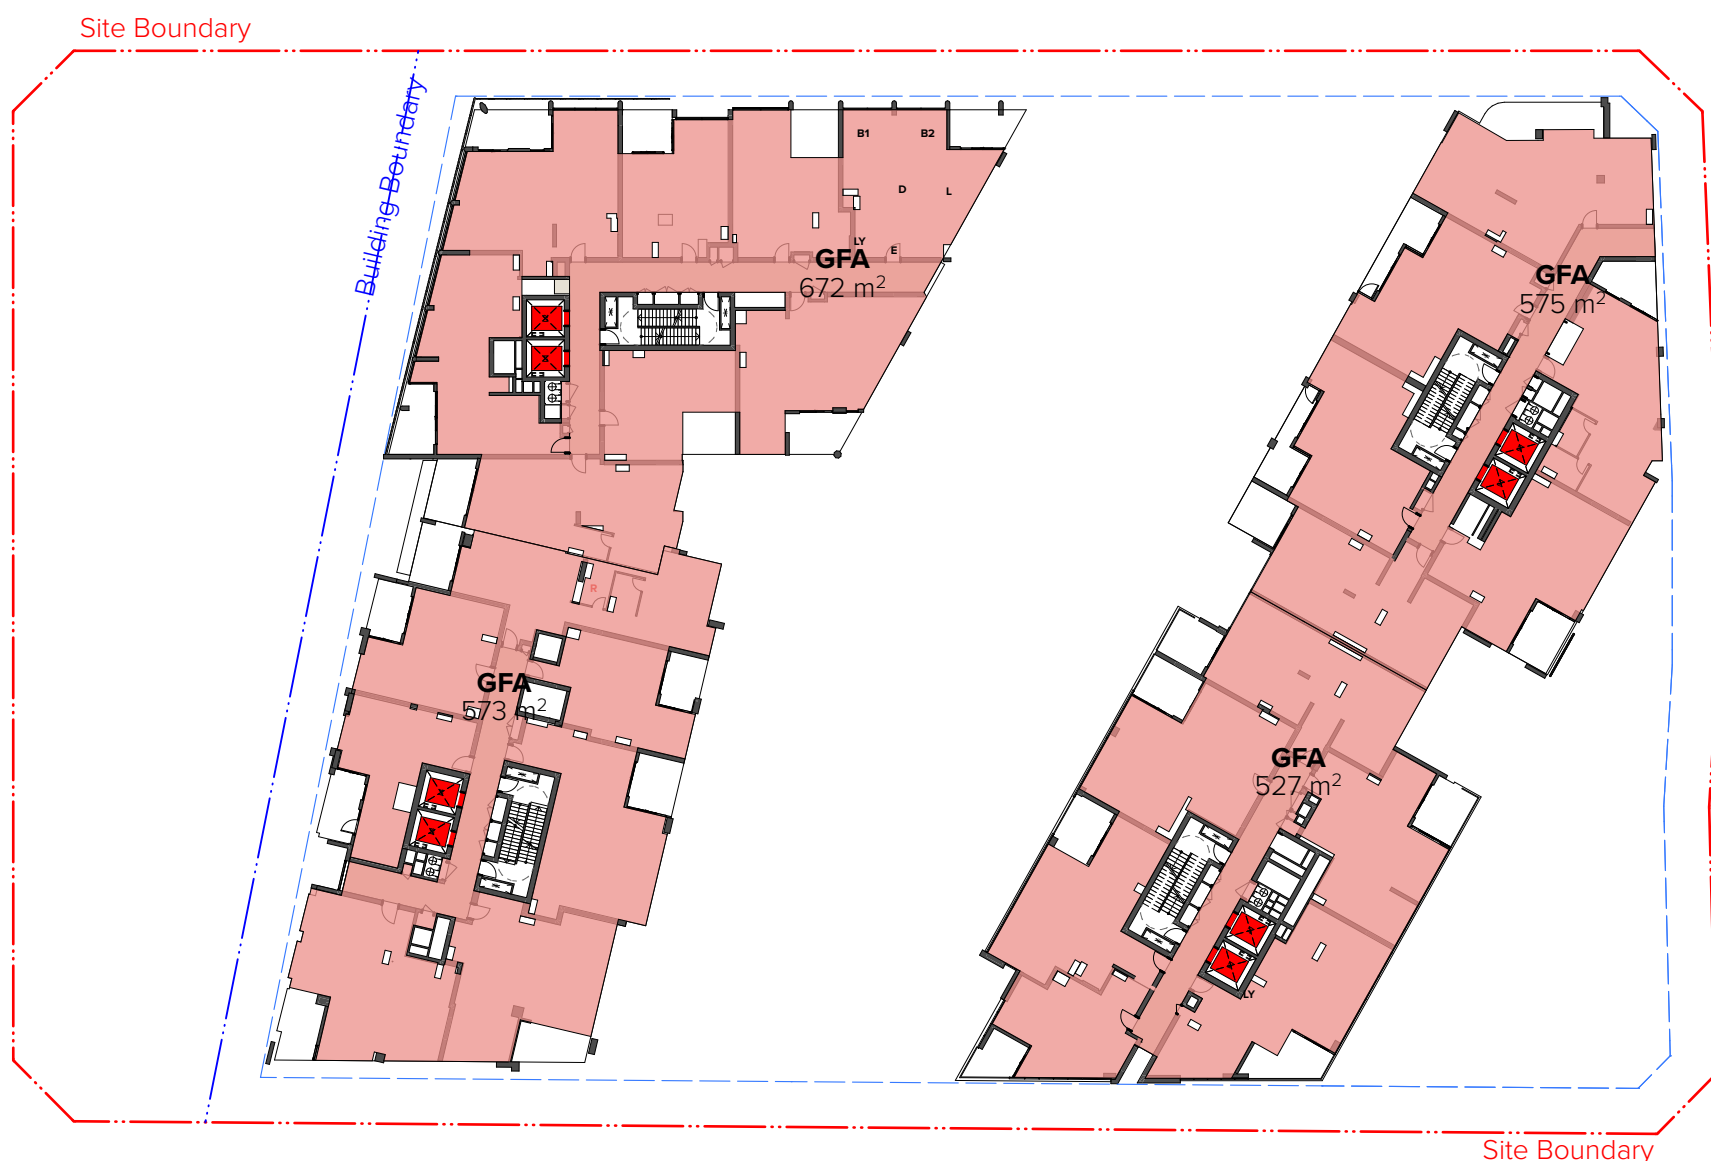 Site Boundary
Building Boundary
B1
B2
D
L
LY
E
GFA
672 m²
GFA
575 m²
R
GFA
573 m²
GFA
527 m²
LY
Site Boundary